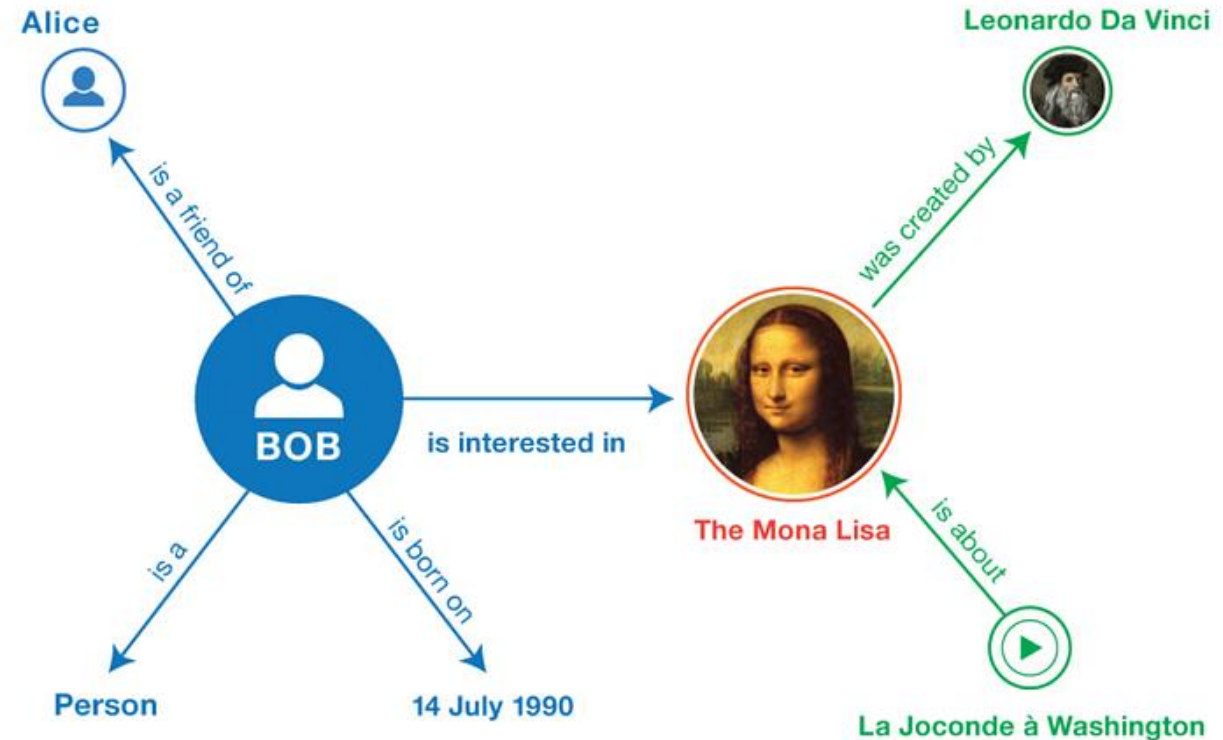 Alice
Leonardo Da Vinci
is a friend of
was created by
BOB
is interested in
The Mona Lisa
is a
is born on
is about
Person
14 July 1990
La Joconde à Washington